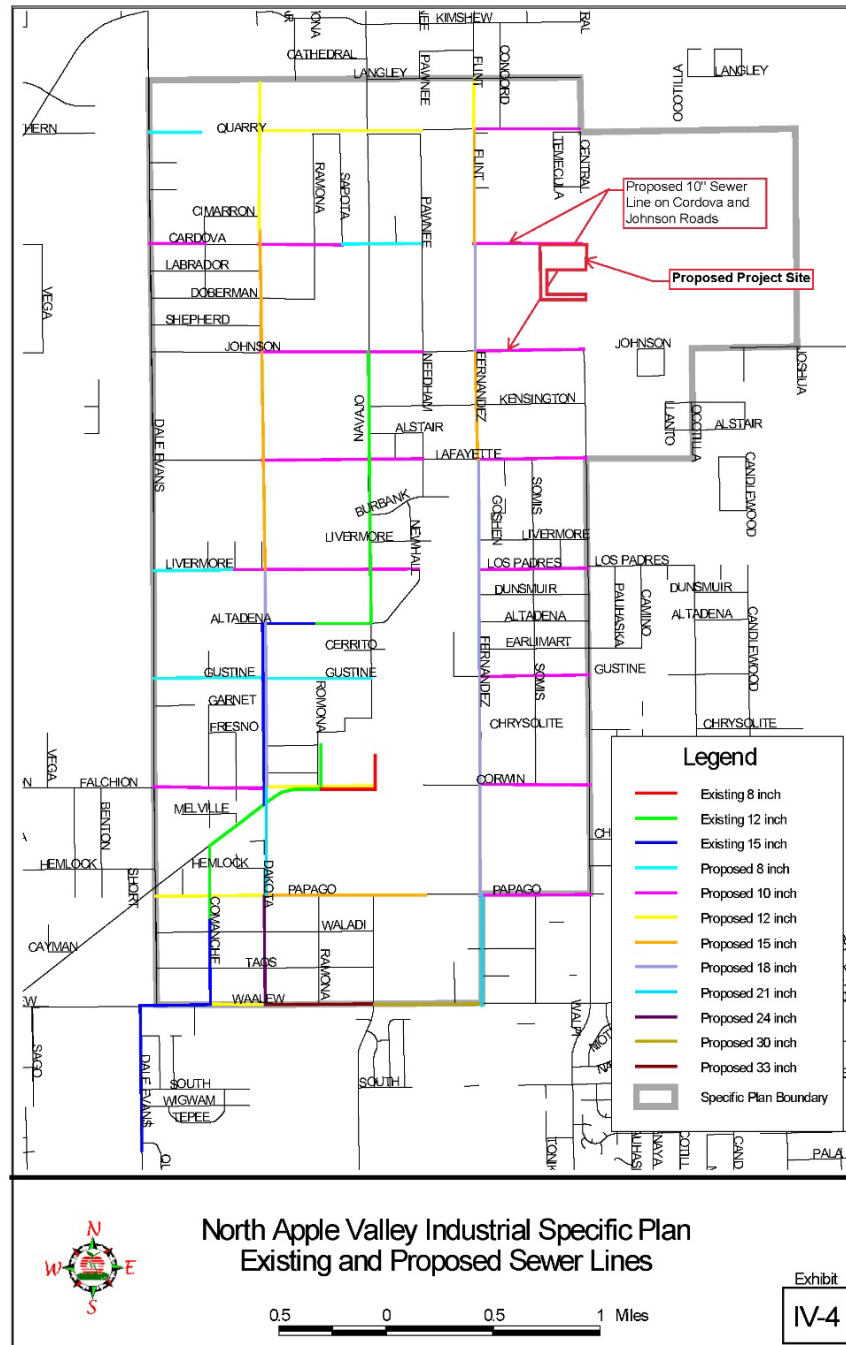 KIMSHEW
CATHEDRAL
PAWNEE
FLINT
CONCORD
LANGLEY
OCOTILLA
LANGLEY
QUARRY
RAMONA
SAPOTA
PAWNEE
FLINT
TEMECULA
CENTRAL
Proposed 10" Sewer
Line on Cordova and
Johnson Roads
CIMARRON
CARDOVA
LABRADOR
DOBERMAN
SHEPHERD
JOHNSON
Proposed Project Site
VEGA
JOHNSON
JOSHUA
NEEDHAM
FERNANDEZ
KENSINGTON
NAVAJO
DALE EVANS
ALSTAIR
LAFAYETTE
LLANTO
OCOTILLA
ALSTAIR
CANDLEWOOD
BURBANK
GOSHEN
SOMIS
LIVERMORE
NEWHALL
LIVERMORE
LIVERMORE
LOS PADRES
LOS PADRES
DUNSMUIR
PAUHASKA
CAMINO
DUNSMUIR
ALTADENA
ALTADENA
ALTADENA
CANDLEWOOD
CERRITO
EARLIMART
GUSTINE
GUSTINE
FERNANDEZ
SOMIS
GUSTINE
GARNET
ROMONA
FRESNO
CHRYSOLITE
CHRYSOLITE
VEGA
FALCHION
CORWIN
BENTON
MELVILLE
HEMLOCK
HEMLOCK
SHORT
DAKOTA
PAPAGO
PAPAGO
COMANCHE
CAYMAN
WALADI
TAOS
RAMONA
WAALEW
WALPI
SAGO
DALE EVANS
SOUTH
WIGWAM
TEPEE
SOUTH
Legend
Existing 8 inch
Existing 12 inch
Existing 15 inch
Proposed 8 inch
Proposed 10 inch
Proposed 12 inch
Proposed 15 inch
Proposed 18 inch
Proposed 21 inch
Proposed 24 inch
Proposed 30 inch
Proposed 33 inch
Specific Plan Boundary
N
W E
S
North Apple Valley Industrial Specific Plan
Existing and Proposed Sewer Lines
0.5 0 0.5 1 Miles
Exhibit
IV-4